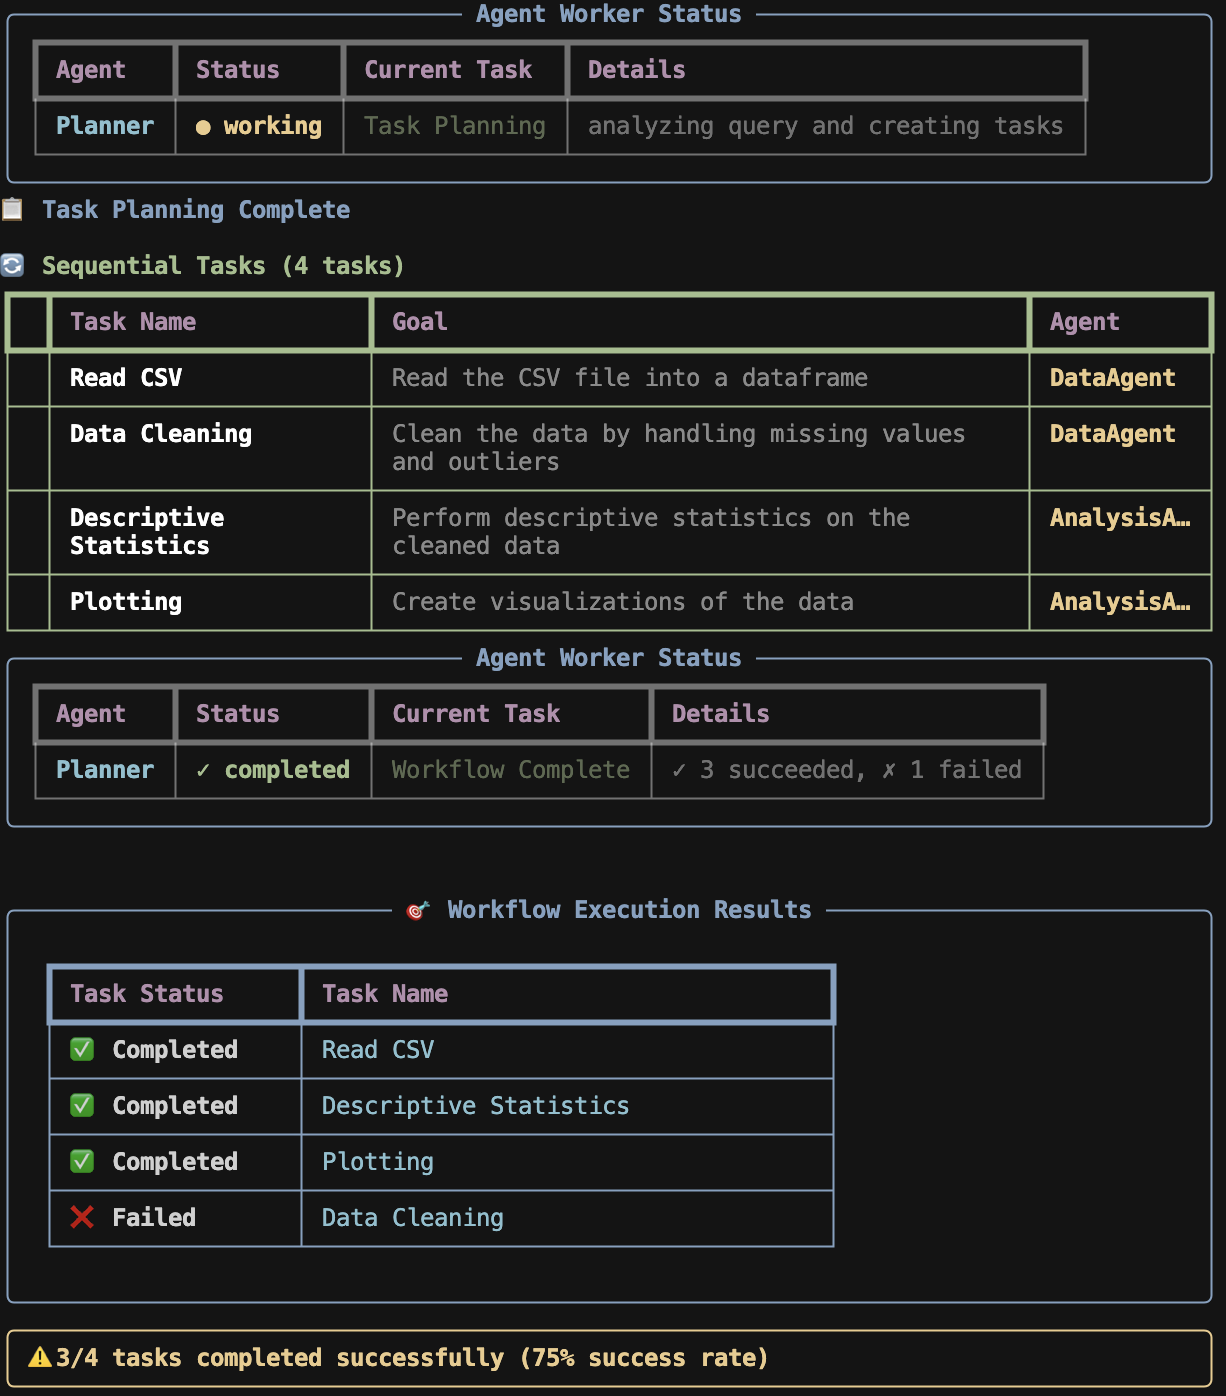 Agent Worker Status
Agent Status Current Task Details
Planner ● working Task Planning analyzing query and creating tasks
📋 Task Planning Complete
🔄 Sequential Tasks (4 tasks)
Task Name Goal Agent
Read CSV Read the CSV file into a dataframe DataAgent
Data Cleaning Clean the data by handling missing values DataAgent
and outliers
Descriptive Perform descriptive statistics on the AnalysisA…
Statistics cleaned data
Plotting Create visualizations of the data AnalysisA…
Agent Worker Status
Agent Status Current Task Details
Planner ✓ completed Workflow Complete ✓ 3 succeeded, ✗ 1 failed
🎯 Workflow Execution Results
Task Status Task Name
✅ Completed Read CSV
✅ Completed Descriptive Statistics
✅ Completed Plotting
❌ Failed Data Cleaning
⚠️ 3/4 tasks completed successfully (75% success rate)